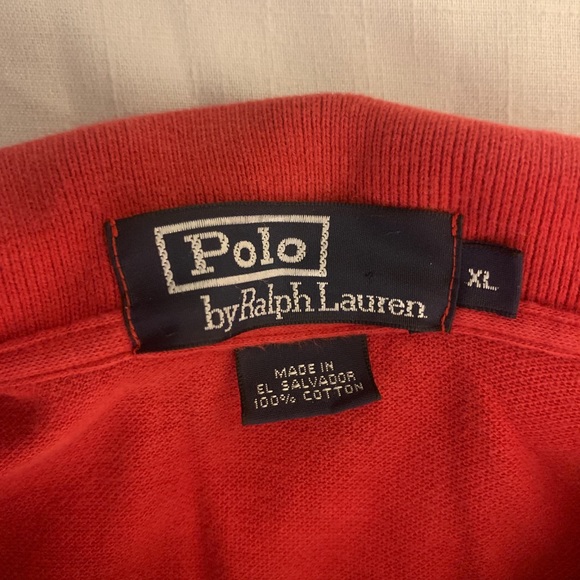 Polo
by Ralph Lauren
XL
MADE IN
EL SALVADOR
100% COTTON